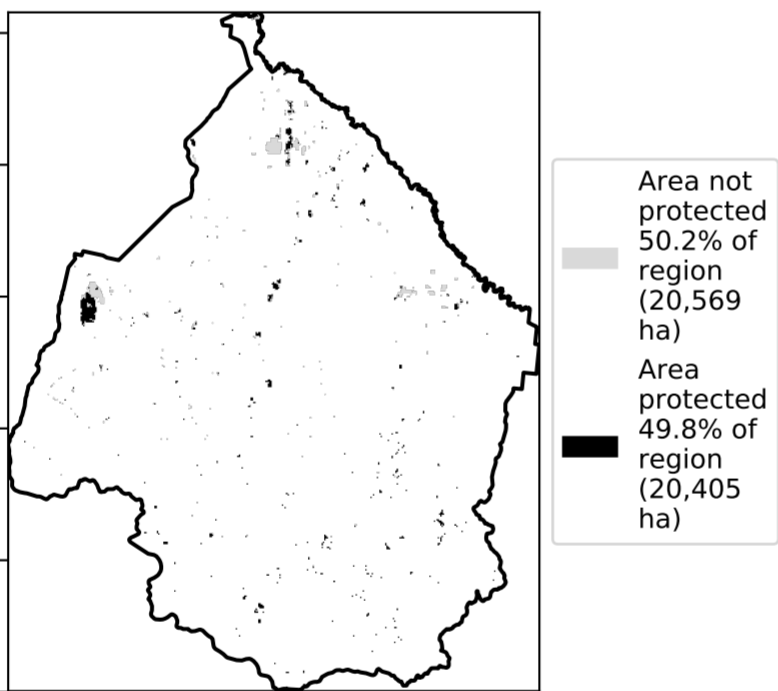 Area not
protected
50.2% of
region
(20,569
ha)
Area
protected
49.8% of
region
(20,405
ha)